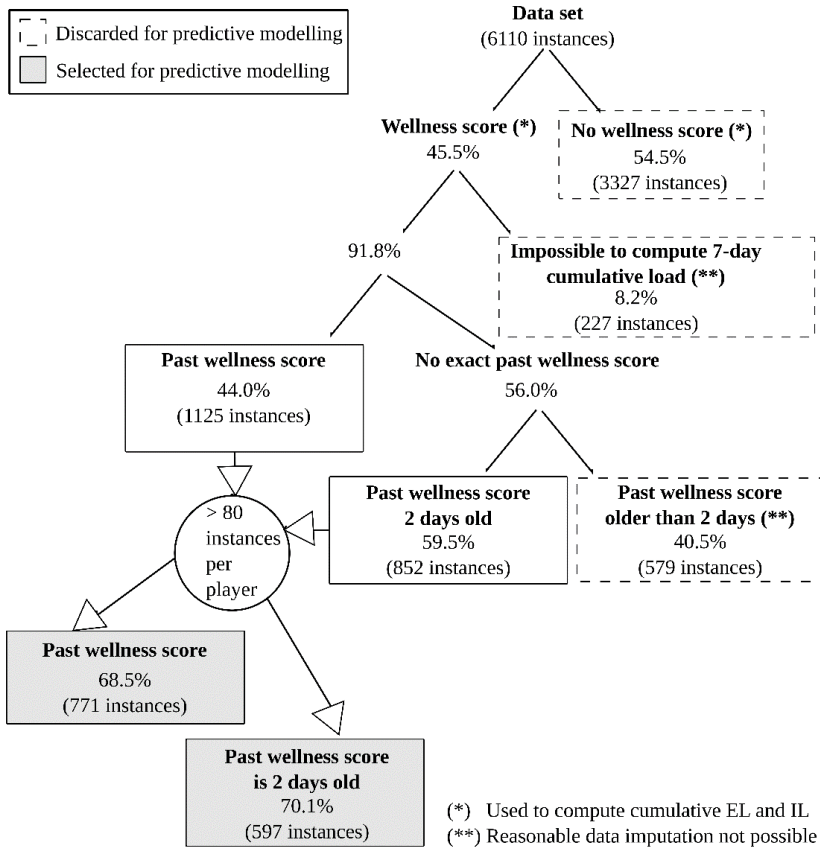 Discarded for predictive modelling
Selected for predictive modelling
Data set
(6110 instances)
Wellness score (*)
45.5%
No wellness score (*)
54.5%
(3327 instances)
91.8%
Impossible to compute 7-day
cumulative load (**)
8.2%
(227 instances)
Past wellness score
44.0%
(1125 instances)
No exact past wellness score
56.0%
Past wellness score
2 days old
59.5%
(852 instances)
Past wellness score
older than 2 days (**)
40.5%
(579 instances)
> 80
instances
per
player
Past wellness score
68.5%
(771 instances)
Past wellness score
is 2 days old
70.1%
(597 instances)
(*) Used to compute cumulative EL and IL
(**) Reasonable data imputation not possible